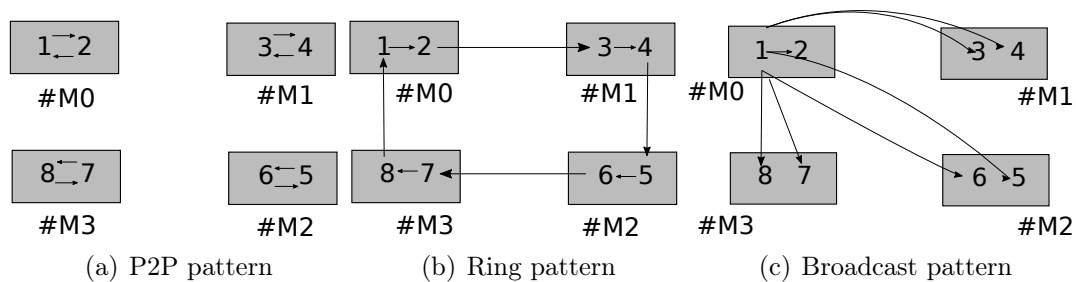 1 2
#M0
3 4
#M1
8 7
#M3
6 5
#M2
(a) P2P pattern
1 2
#M0
3 4
#M1
8 7
#M3
6 5
#M2
(b) Ring pattern
1 2
#M0
3 4
#M1
8 7
#M3
6 5
#M2
(c) Broadcast pattern